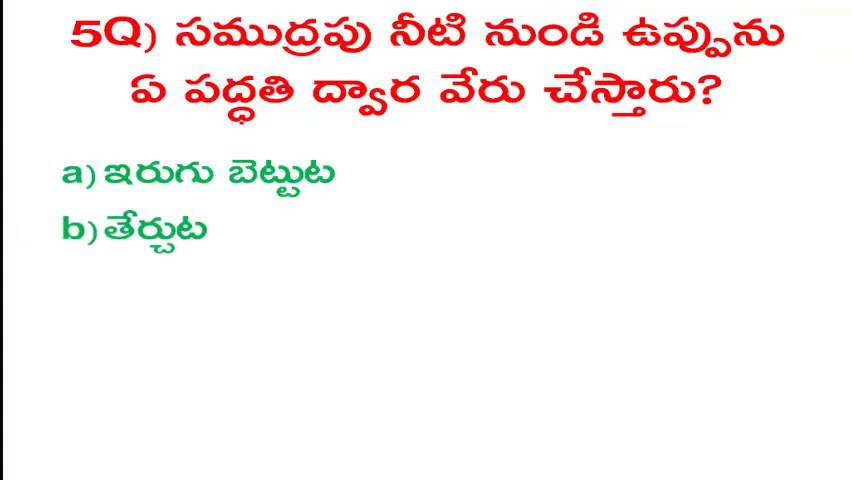 5Q) సముద్రపు నీటి నుండి ఉప్పును
ఏ పద్ధతి ద్వార వేరు చేస్తారు?
a) ఇరుగు బెట్టుట
b) తేర్చుట